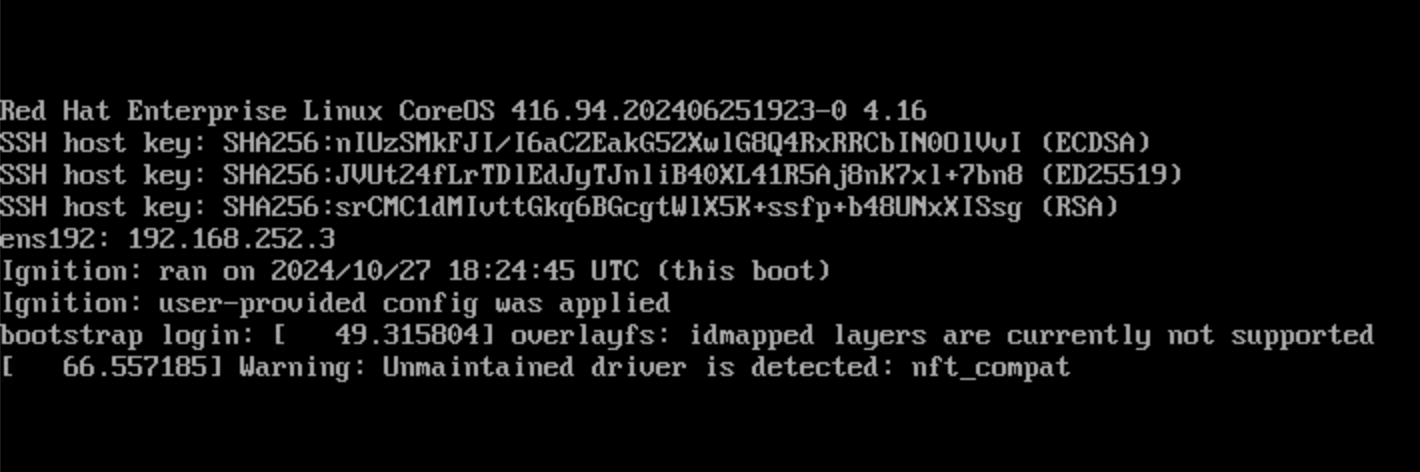 Red Hat Enterprise Linux CoreOS 416.94.202406251923-0 4.16
SSH host key: SHA256:nIUzSMkFJI/I6aCZEakG5ZXwlG8Q4RxRRCbIN0OlVvI (ECDSA)
SSH host key: SHA256:JVUt24fLrTDlEdJyTJnliB40XL41R5Aj8nK7xl+7bn8 (ED25519)
SSH host key: SHA256:srCMC1dMIvttGkq6BGcgtWlX5K+ssfp+b48UNxXISsg (RSA)
ens192: 192.168.252.3
Ignition: ran on 2024/10/27 18:24:45 UTC (this boot)
Ignition: user-provided config was applied
bootstrap login: [   49.315804] overlayfs: idmapped layers are currently not supported
[   66.557185] Warning: Unmaintained driver is detected: nft_compat